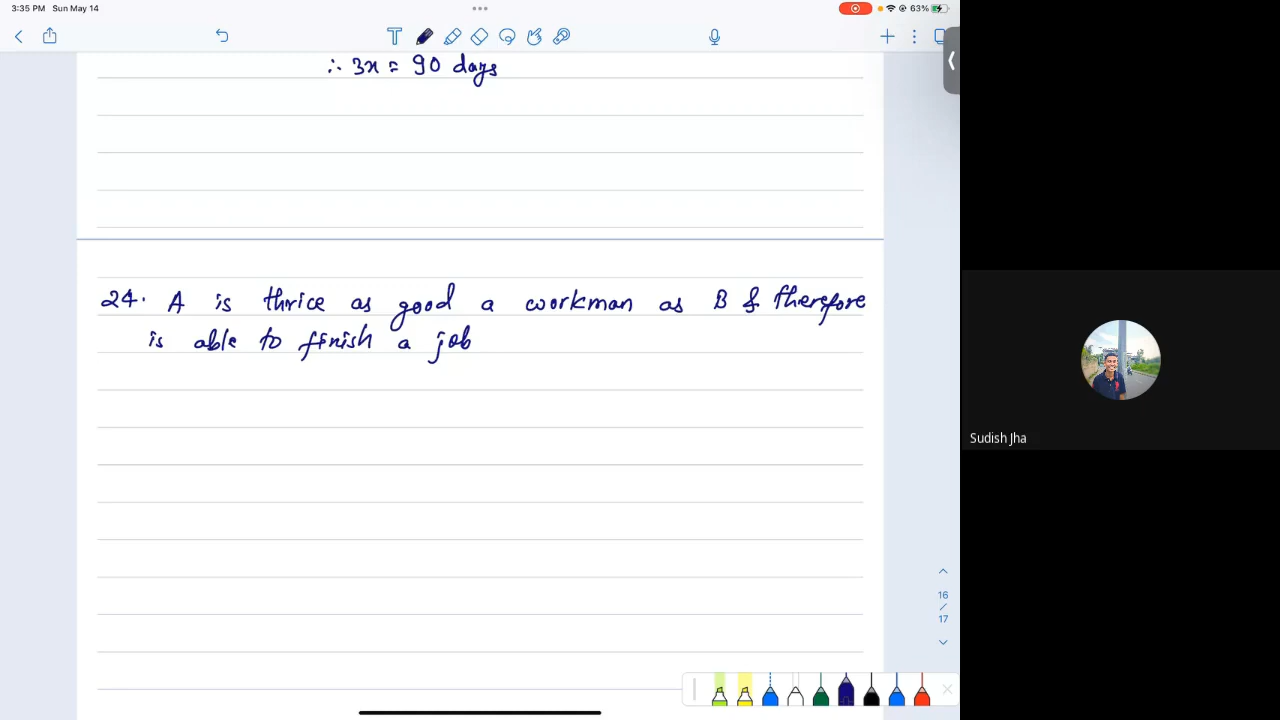 3:35 PM Sun May 14
63%
∴ 3x = 90 days
24. A is thrice as good a workman as B & therefore
is able to finish a job
Sudish Jha
16
/
17